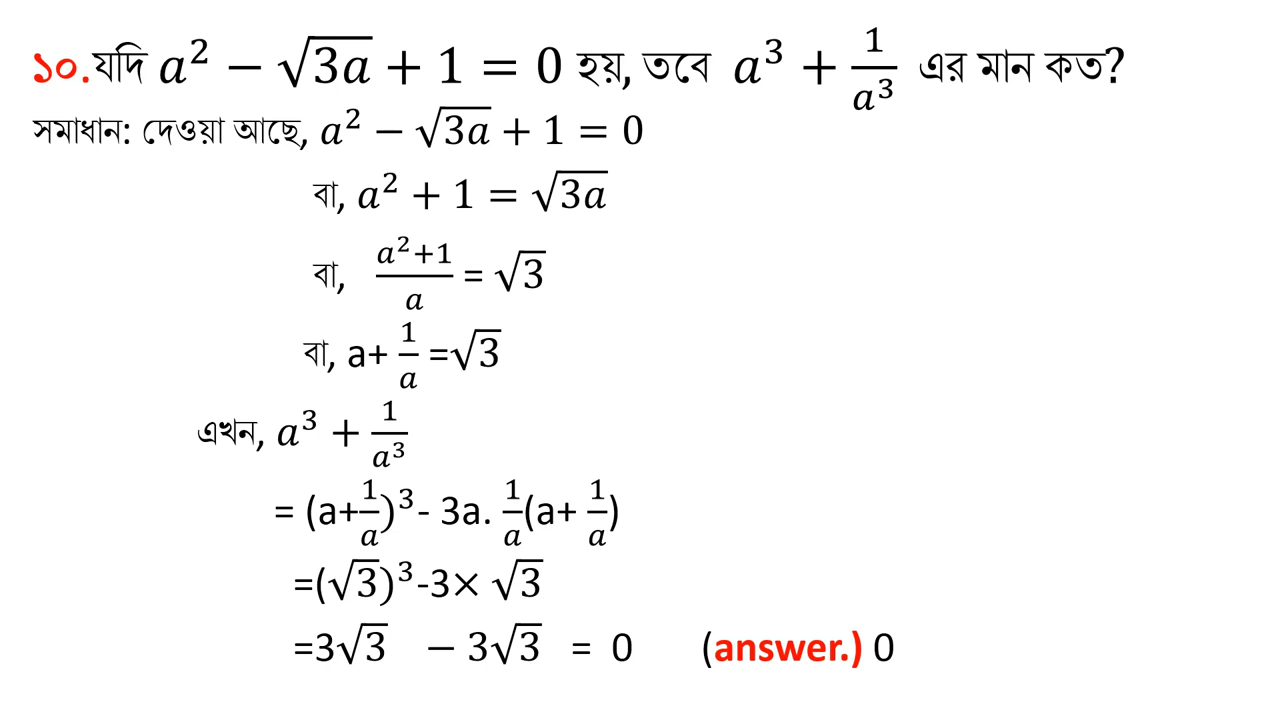 ১০.যদি a² − √(3a) + 1 = 0 হয়, তবে a³ + 1/a³ এর মান কত?
সমাধান: দেওয়া আছে, a² − √(3a) + 1 = 0
বা, a² + 1 = √(3a)
বা, (a²+1)/a = √3
বা, a+ 1/a =√3
এখন, a³ + 1/a³
= (a+1/a)³- 3a. 1/a(a+ 1/a)
=(√3)³-3× √3
=3√3 − 3√3 = 0 (answer.) 0